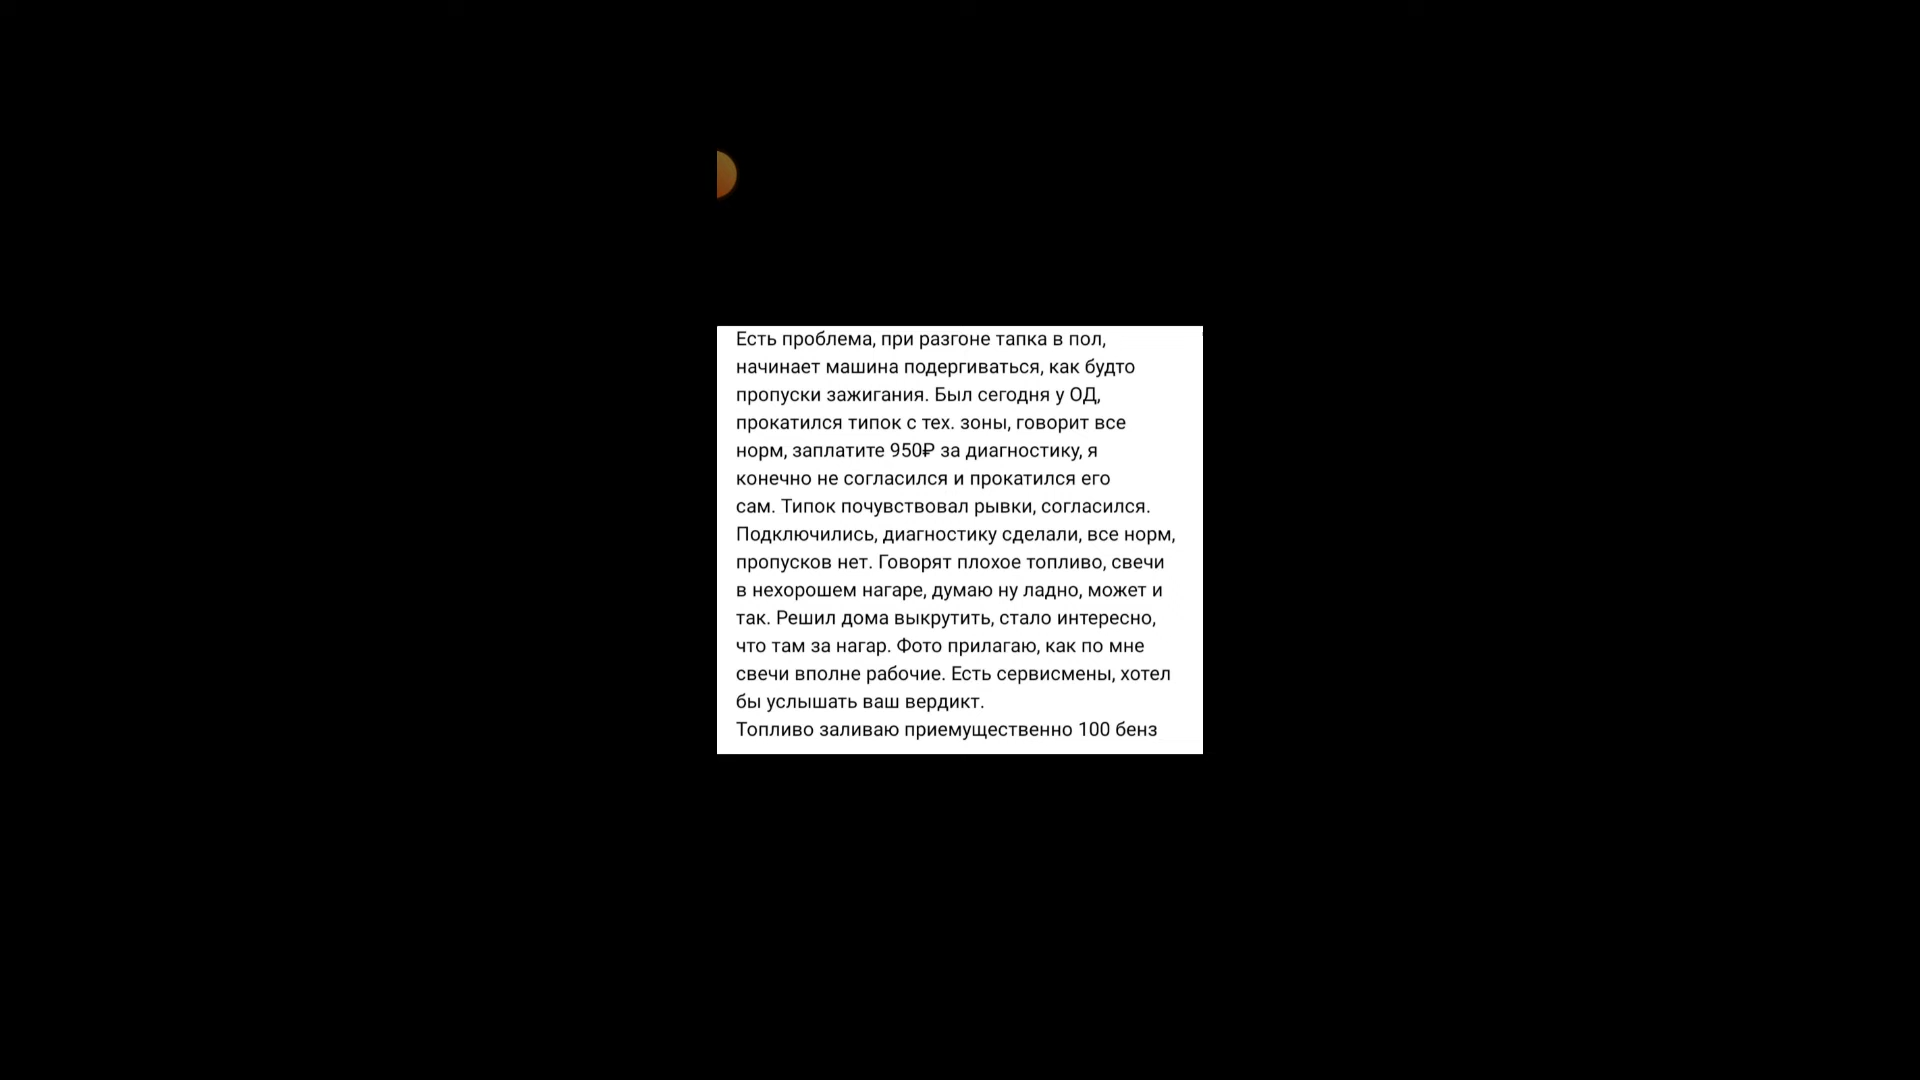 Есть проблема, при разгоне тапка в пол,
начинает машина подергиваться, как будто
пропуски зажигания. Был сегодня у ОД,
прокатился типок с тех. зоны, говорит все
норм, заплатите 950₽ за диагностику, я
конечно не согласился и прокатился его
сам. Типок почувствовал рывки, согласился.
Подключились, диагностику сделали, все норм,
пропусков нет. Говорят плохое топливо, свечи
в нехорошем нагаре, думаю ну ладно, может и
так. Решил дома выкрутить, стало интересно,
что там за нагар. Фото прилагаю, как по мне
свечи вполне рабочие. Есть сервисмены, хотел
бы услышать ваш вердикт.
Топливо заливаю приемущественно 100 бенз